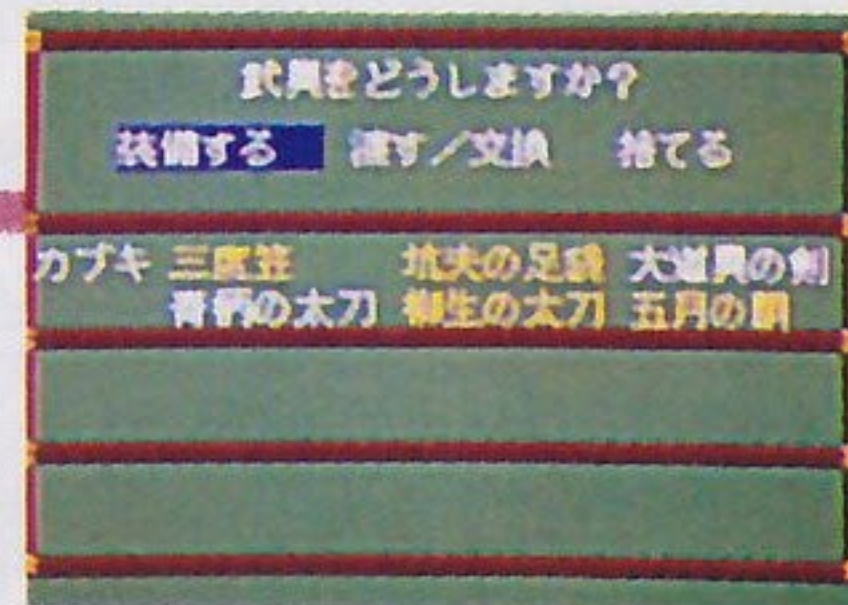 武具をどうしますか？
装備する 渡す／交換 捨てる
カブキ 三度笠 坑夫の足袋 大道具の剣
青柄の太刀 柳生の太刀 五月の胴